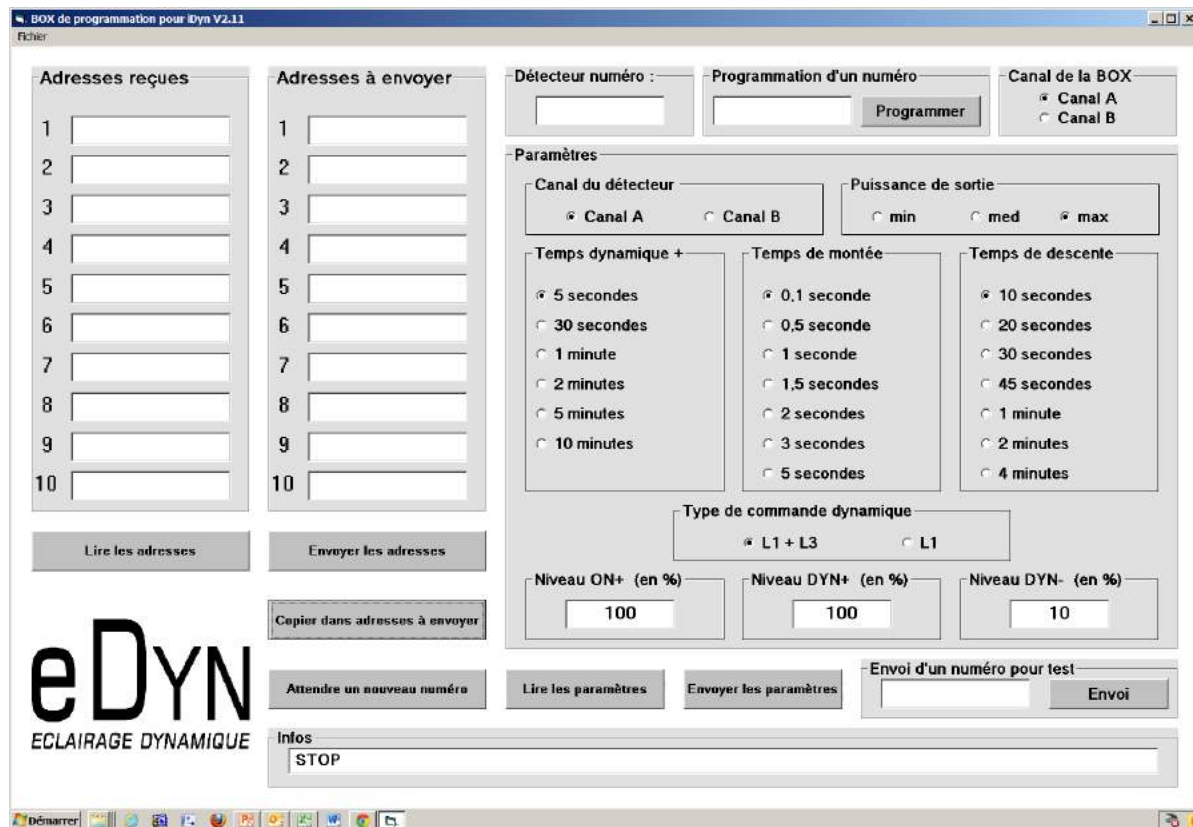 BOX de programmation pour iDyn V2.11
Fichier
Adresses reçues
1
2
3
4
5
6
7
8
9
10
Lire les adresses
Adresses à envoyer
1
2
3
4
5
6
7
8
9
10
Envoyer les adresses
Copier dans adresses à envoyer
Attendre un nouveau numéro
Détecteur numéro :
Programmation d'un numéro
Programmer
Canal de la BOX
Canal A
Canal B
Paramètres
Canal du détecteur
Canal A Canal B
Puissance de sortie
min med max
Temps dynamique +
5 secondes
30 secondes
1 minute
2 minutes
5 minutes
10 minutes
Temps de montée
0,1 seconde
0,5 seconde
1 seconde
1,5 secondes
2 secondes
3 secondes
5 secondes
Temps de descente
10 secondes
20 secondes
30 secondes
45 secondes
1 minute
2 minutes
4 minutes
Type de commande dynamique
L1 + L3 L1
Niveau ON+ (en %)
100
Niveau DYN+ (en %)
100
Niveau DYN- (en %)
10
Lire les paramètres
Envoyer les paramètres
Envoi d'un numéro pour test
Envoi
eDYN
ECLAIRAGE DYNAMIQUE
Infos
STOP
Démarrer